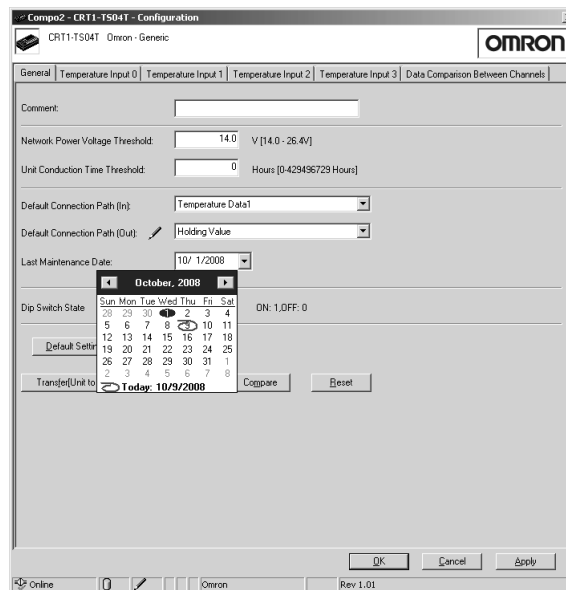 Compo2 - CRT1-TS04T - Configuration
CRT1-TS04T Omron - Generic
OMRON
General Temperature Input 0 Temperature Input 1 Temperature Input 2 Temperature Input 3 Data Comparison Between Channels
Comment:
Network Power Voltage Threshold: 14.0 V [14.0 - 26.4V]
Unit Conduction Time Threshold: 0 Hours [0-429496729 Hours]
Default Connection Path (In): Temperature Data1
Default Connection Path (Out): Holding Value
Last Maintenance Date: 10/ 1/2008
October, 2008
Sun Mon Tue Wed Thu Fri Sat
28 29 30 1 2 3 4
Dip Switch State ON: 1,OFF: 0
5 6 7 8 9 10 11
12 13 14 15 16 17 18
Default Settin
19 20 21 22 23 24 25
26 27 28 29 30 31 1
2 3 4 5 6 7 8
Transfer(Unit to Compare Reset
Today: 10/9/2008
OK Cancel Apply
Online Omron Rev 1.01